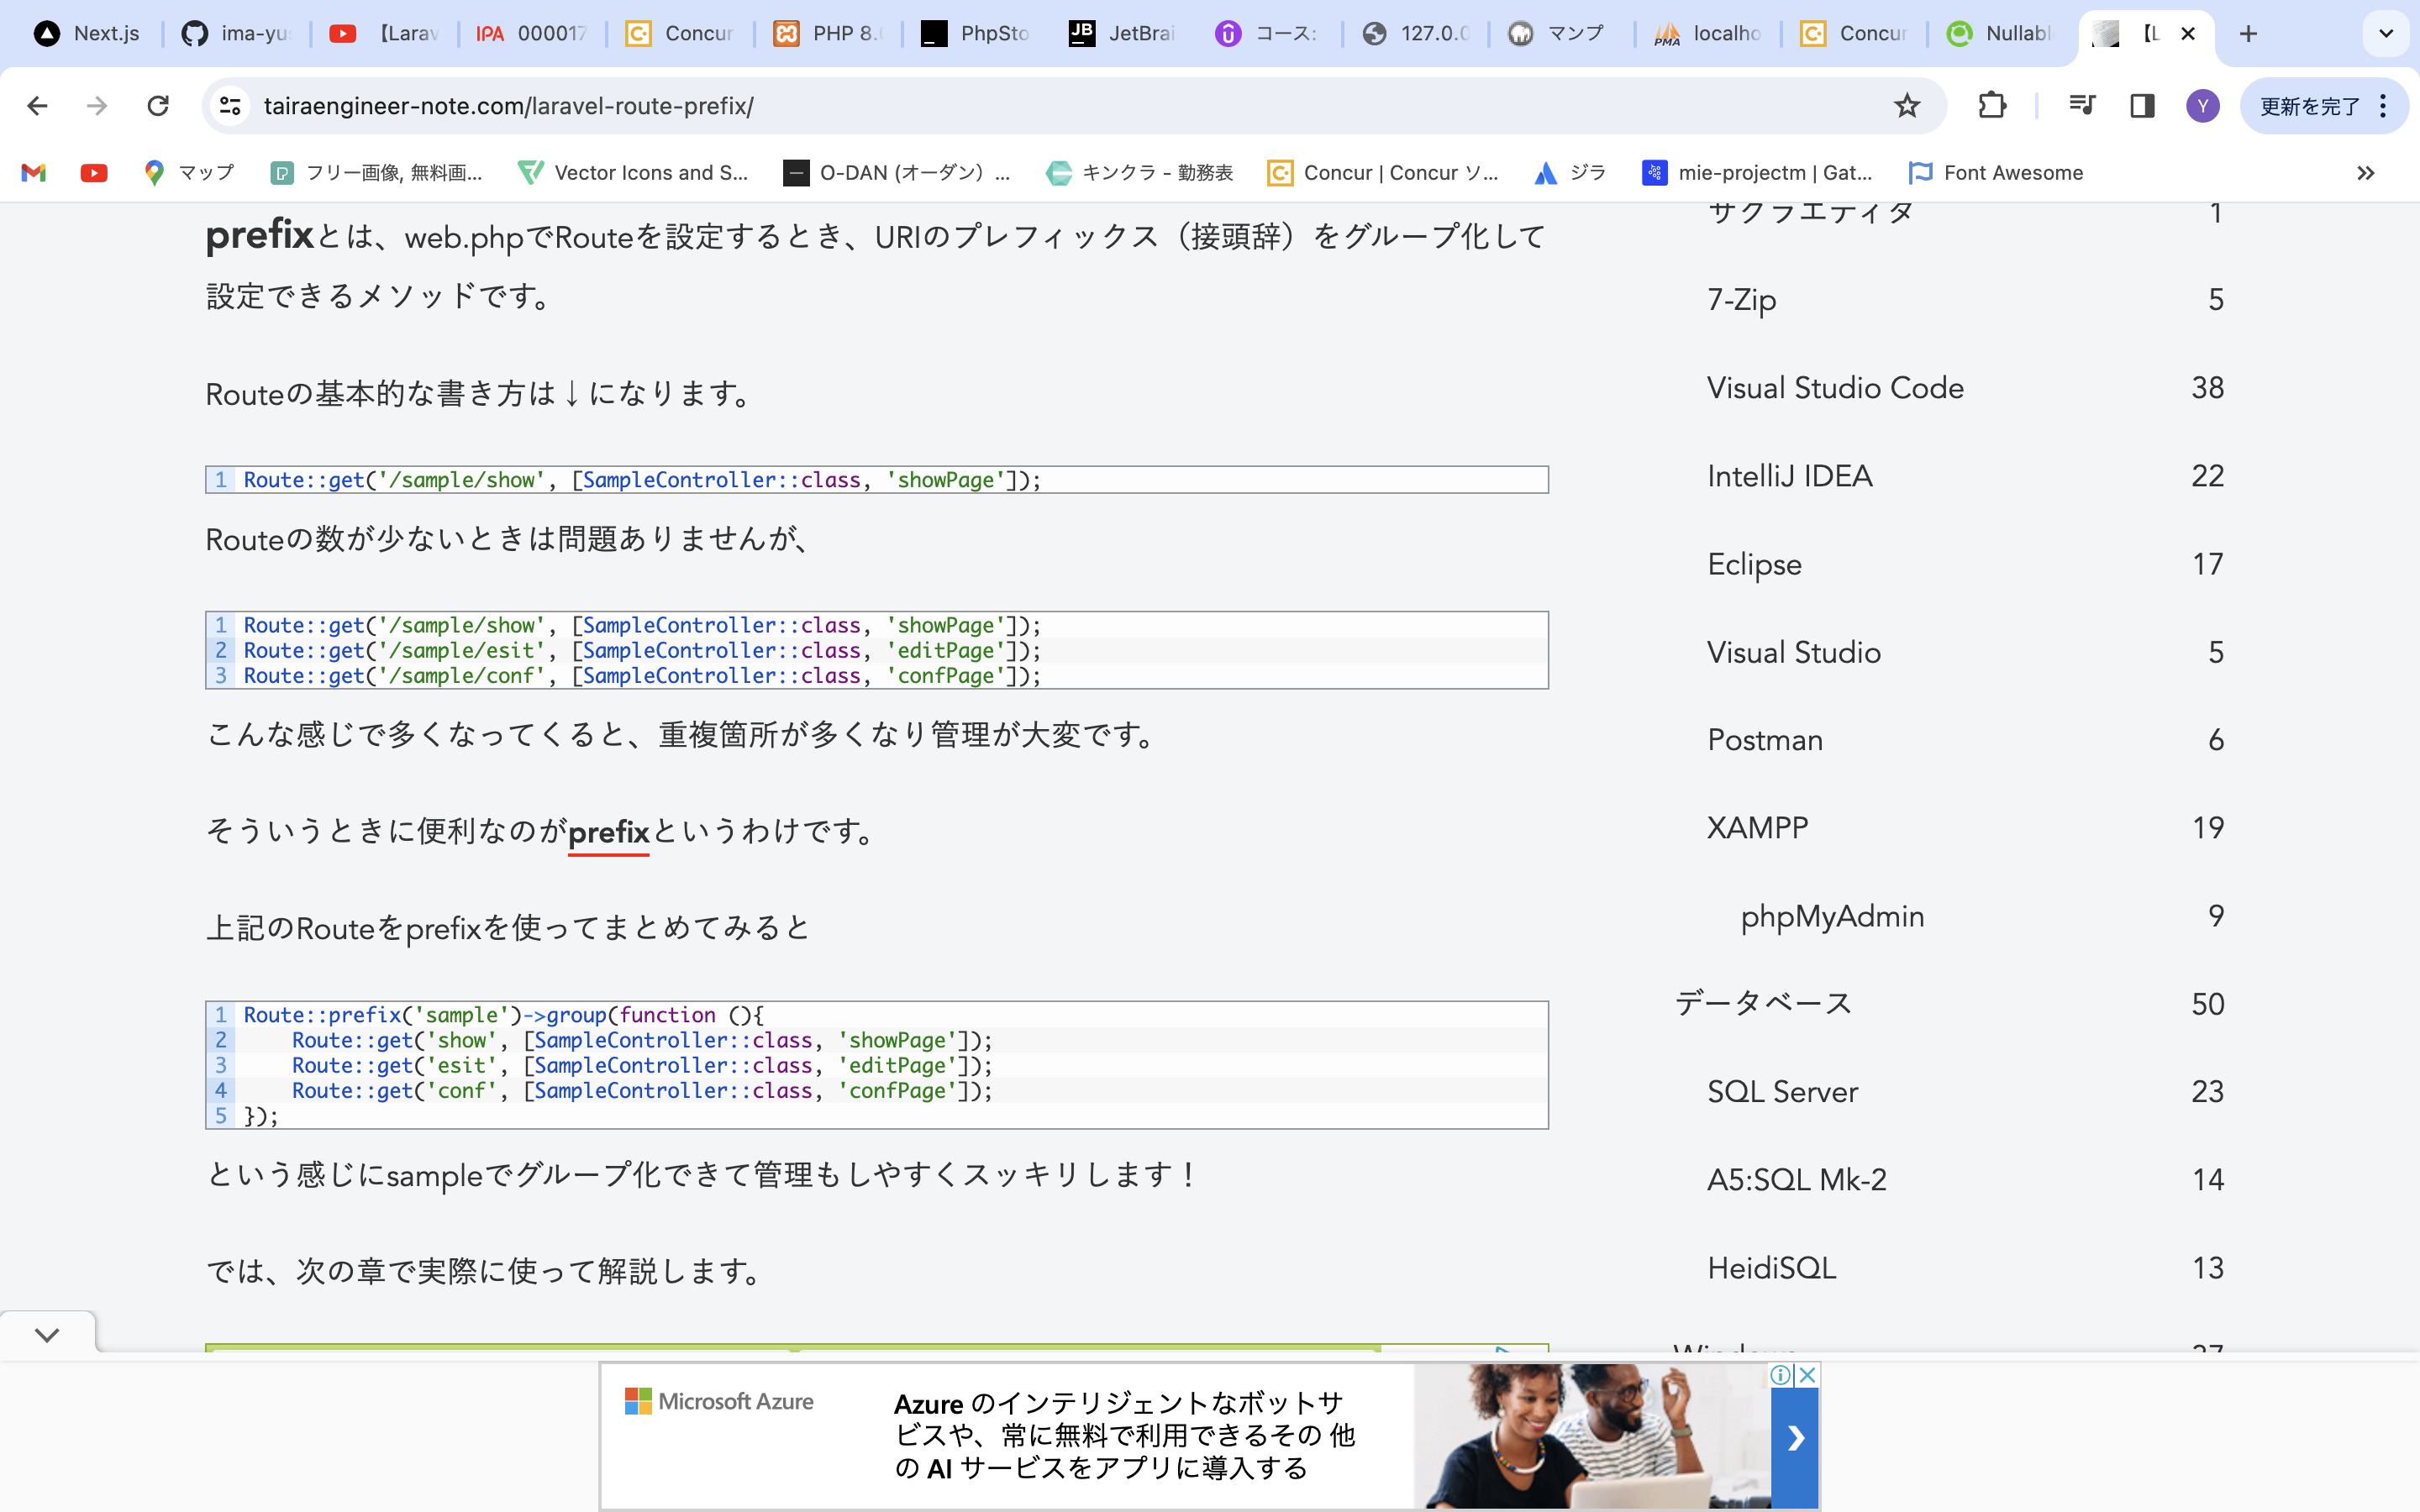 Next.js
ima-yu
【Larav
IPA 000017
Concur
PHP 8.
PhpSto
JB JetBrai
コース:
127.0.0
マンプ
PMA localho
Concur
Nullabl
【L
tairaengineer-note.com/laravel-route-prefix/
Y
更新を完了
マップ
フリー画像, 無料画...
Vector Icons and S...
O-DAN (オーダン) ...
キンクラ - 勤務表
Concur | Concur ソ...
ジラ
mie-projectm | Gat...
Font Awesome
prefixとは、web.phpでRouteを設定するとき、URIのプレフィックス（接頭辞）をグループ化して
設定できるメソッドです。
Routeの基本的な書き方は↓になります。
1 Route::get('/sample/show', [SampleController::class, 'showPage']);
Routeの数が少ないときは問題ありませんが、
1 Route::get('/sample/show', [SampleController::class, 'showPage']);
2 Route::get('/sample/esit', [SampleController::class, 'editPage']);
3 Route::get('/sample/conf', [SampleController::class, 'confPage']);
こんな感じで多くなってくると、重複箇所が多くなり管理が大変です。
そういうときに便利なのがprefixというわけです。
上記のRouteをprefixを使ってまとめてみると
1 Route::prefix('sample')->group(function (){
2     Route::get('show', [SampleController::class, 'showPage']);
3     Route::get('esit', [SampleController::class, 'editPage']);
4     Route::get('conf', [SampleController::class, 'confPage']);
5 });
という感じにsampleでグループ化できて管理もしやすくスッキリします！
では、次の章で実際に使って解説します。
サクラエディタ 1
7-Zip 5
Visual Studio Code 38
IntelliJ IDEA 22
Eclipse 17
Visual Studio 5
Postman 6
XAMPP 19
phpMyAdmin 9
データベース 50
SQL Server 23
A5:SQL Mk-2 14
HeidiSQL 13
Microsoft Azure
Azure のインテリジェントなボットサ
ビスや、常に無料で利用できるその 他
の AI サービスをアプリに導入する